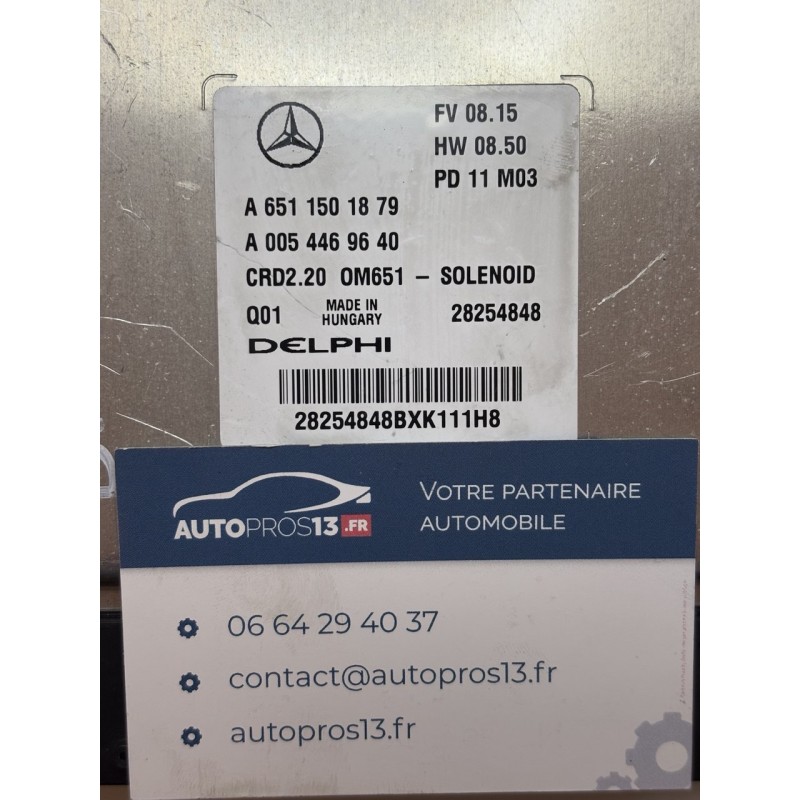 FV 08.15
HW 08.50
PD 11 M03
A 651 150 18 79
A 005 446 96 40
CRD2.20 OM651 – SOLENOID
Q01 MADE IN HUNGARY 28254848
DELPHI
28254848BXK111H8
AUTOPROS13.FR
VOTRE PARTENAIRE
AUTOMOBILE
06 64 29 40 37
contact@autopros13.fr
autopros13.fr